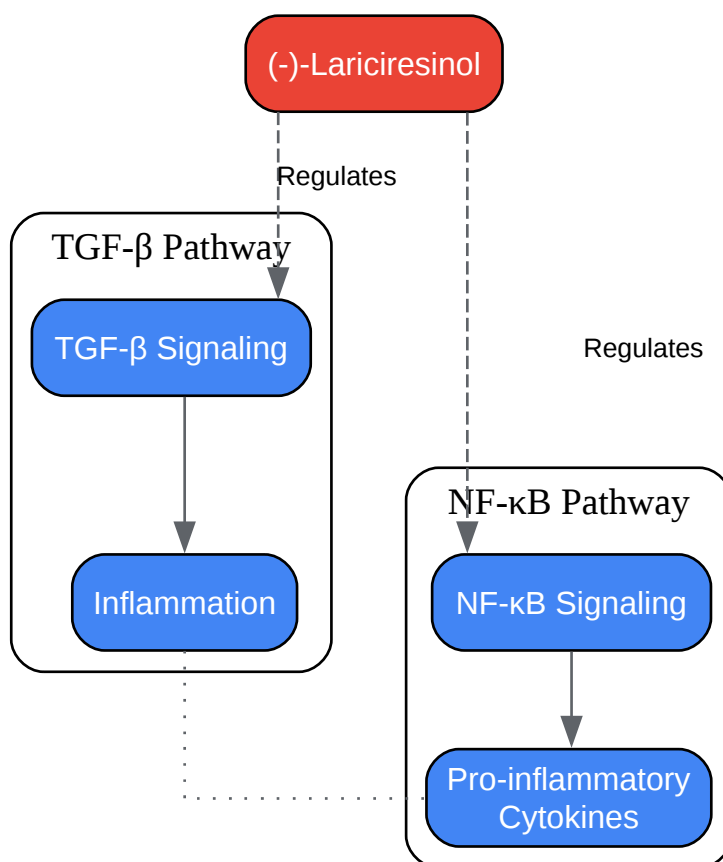 (-)-Lariciresinol
Regulates
TGF-β Pathway
TGF-β Signaling
Regulates
NF-κB Pathway
Inflammation
NF-κB Signaling
Pro-inflammatory
Cytokines